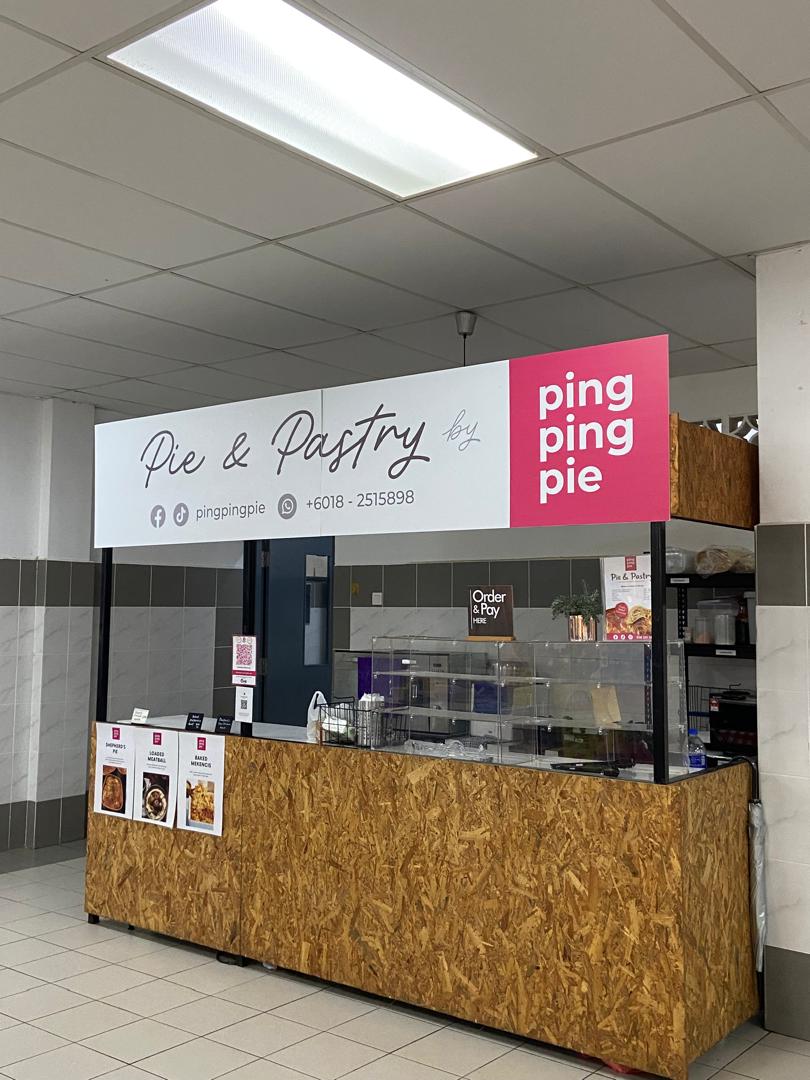 Pie & Pastry by
pingpingpie +6018 - 2515898
ping
ping
pie
Order
& Pay
HERE
Pie & Pastry
SHEPHERD'S
PIE
LOADED
MEATBALL
BAKED